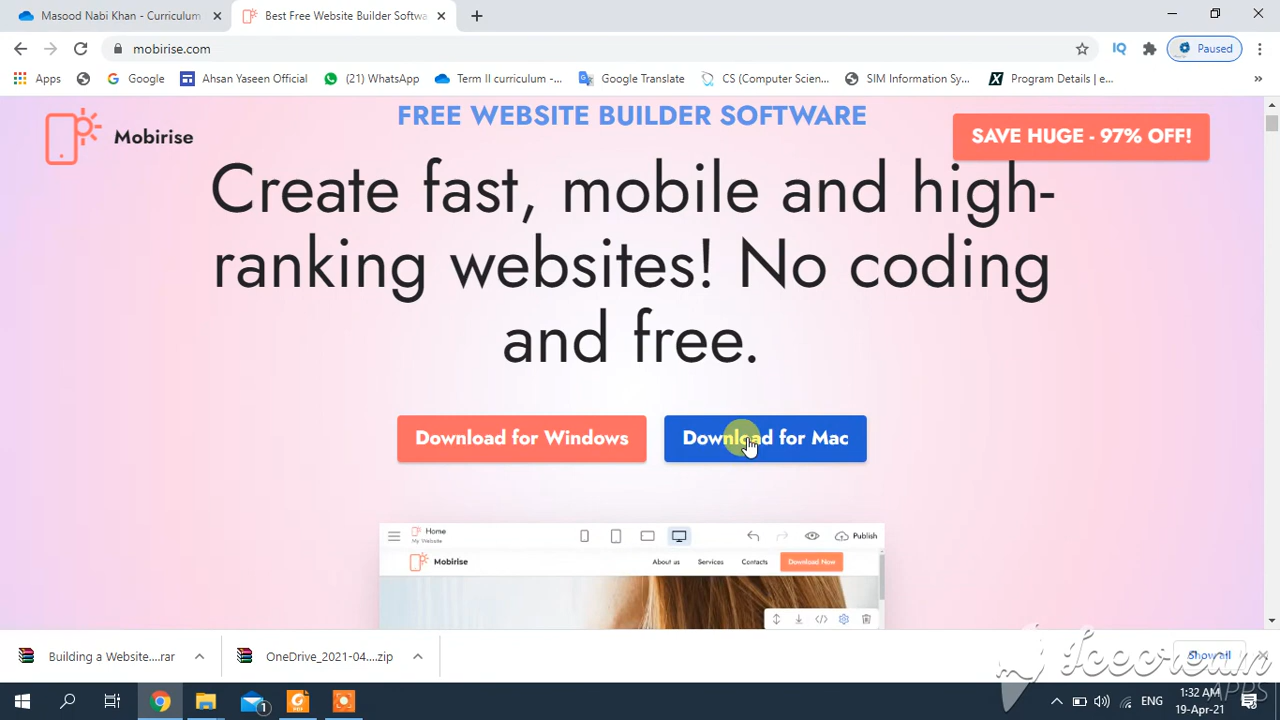 Masood Nabi Khan - Curriculum
Best Free Website Builder Softwa
mobirise.com
Paused
Apps
Google
Ahsan Yaseen Official
(21) WhatsApp
Term II curriculum -...
Google Translate
CS (Computer Scien...
SIM Information Sy...
Program Details | e...
Mobirise
FREE WEBSITE BUILDER SOFTWARE
SAVE HUGE - 97% OFF!
Create fast, mobile and high-
ranking websites! No coding
and free.
Download for Windows
Download for Mac
Home
My Website
Publish
Mobirise
About us
Services
Contacts
Download Now
Building a Website....rar
OneDrive_2021-04....zip
Show all
Icecream
APPS
ENG
1:32 AM
19-Apr-21
1